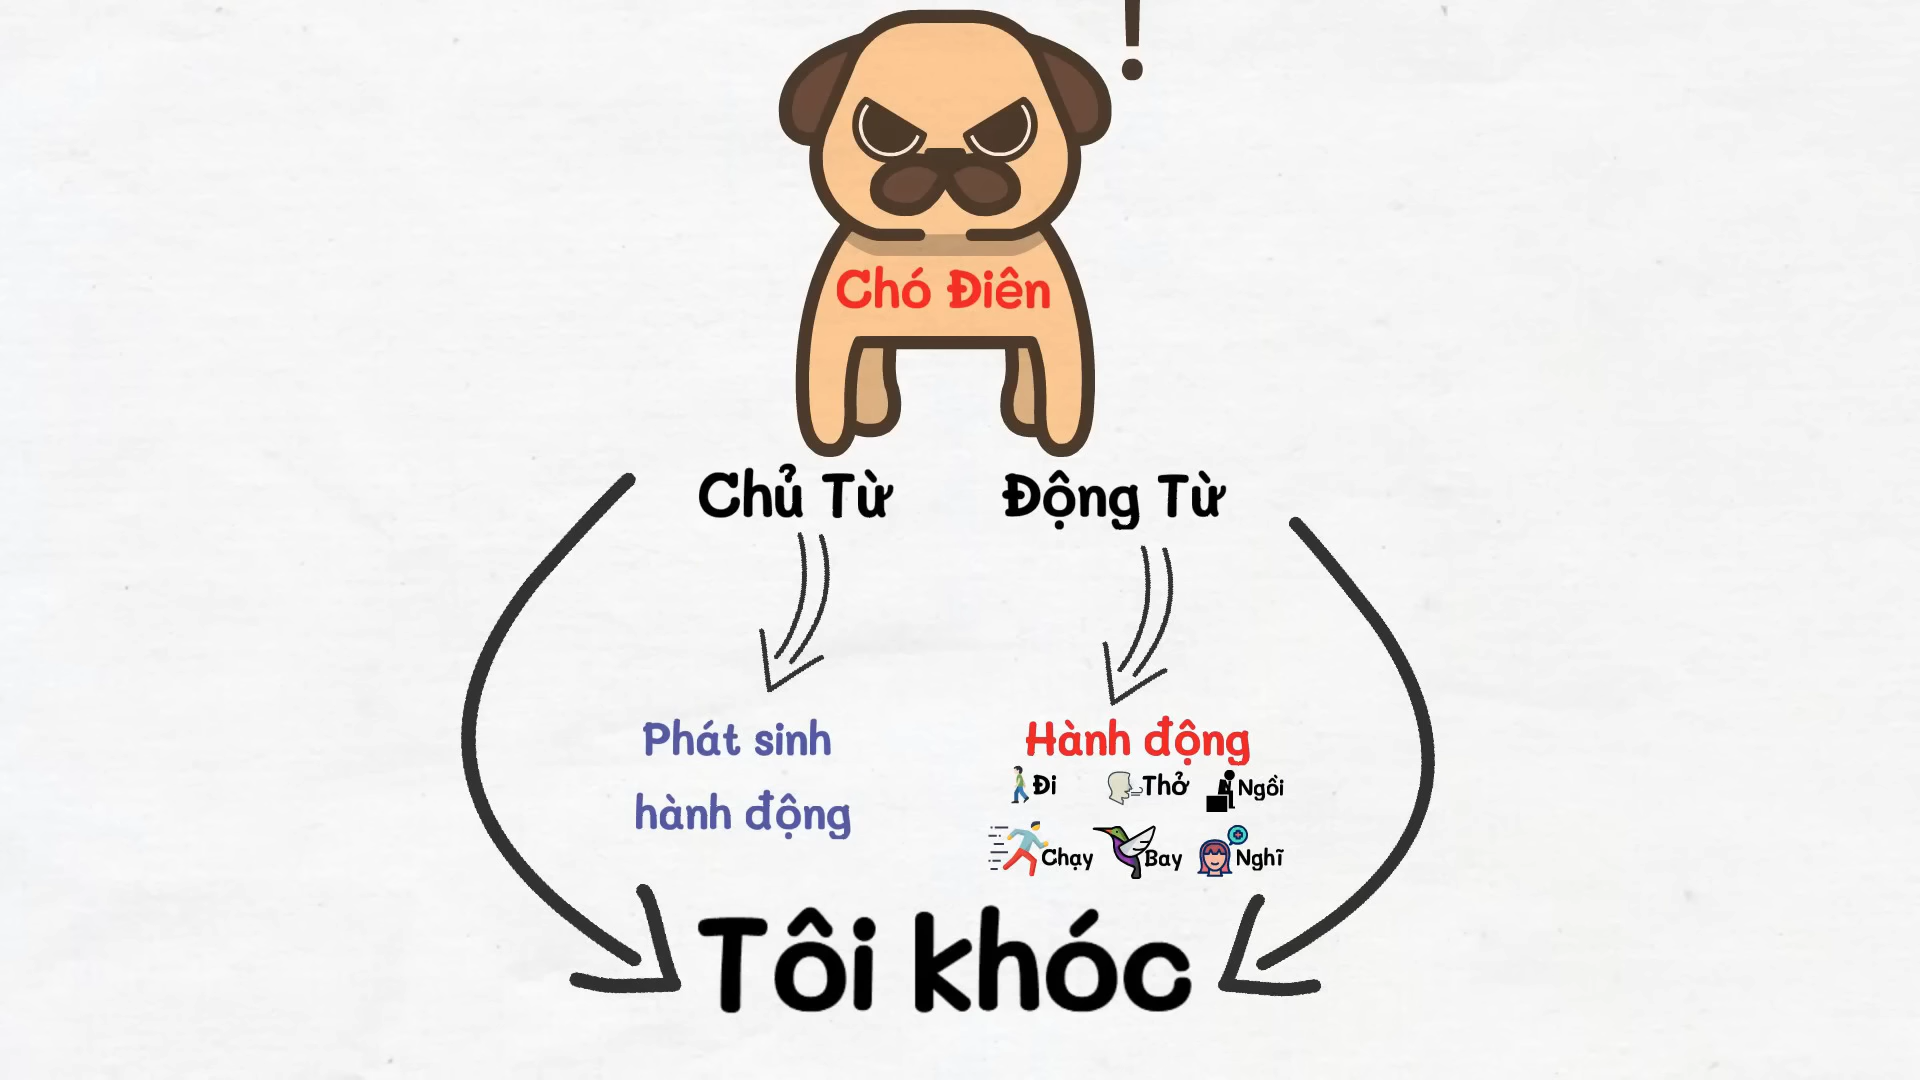 !
Chó Điên
Chủ Từ
Động Từ
Phát sinh
hành động
Hành động
Đi
Thở
Ngồi
Chạy
Bay
Nghĩ
Tôi khóc